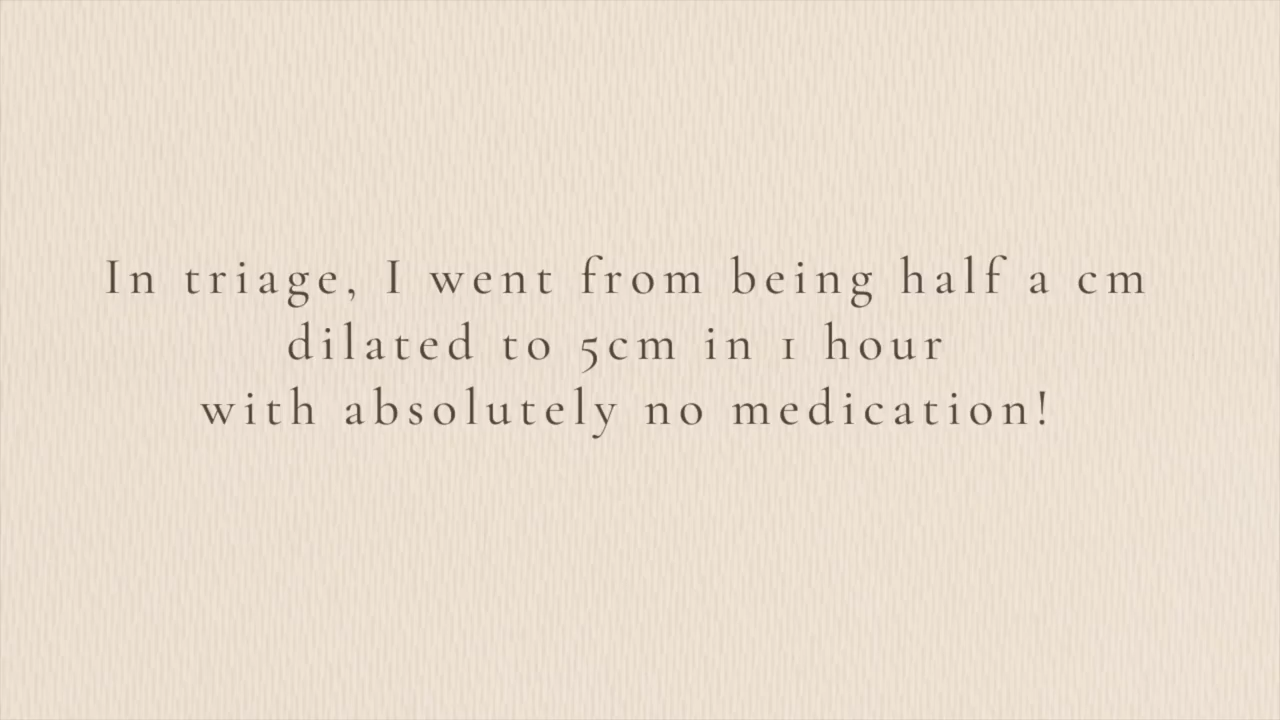 In triage, I went from being half a cm
dilated to 5cm in 1 hour
with absolutely no medication!